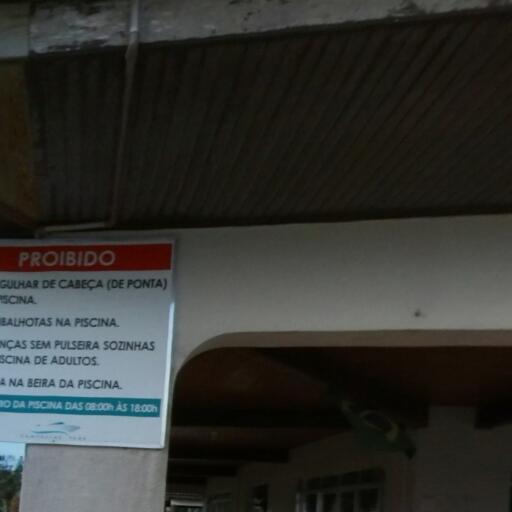 PROIBIDO
GULHAR DE CABEÇA (DE PONTA)
PISCINA.
BALHOTAS NA PISCINA.
NÇAS SEM PULSEIRA SOZINHAS
SCINA DE ADULTOS.
A NA BEIRA DA PISCINA.
RIO DA PISCINA DAS 08:00h ÀS 18:00h